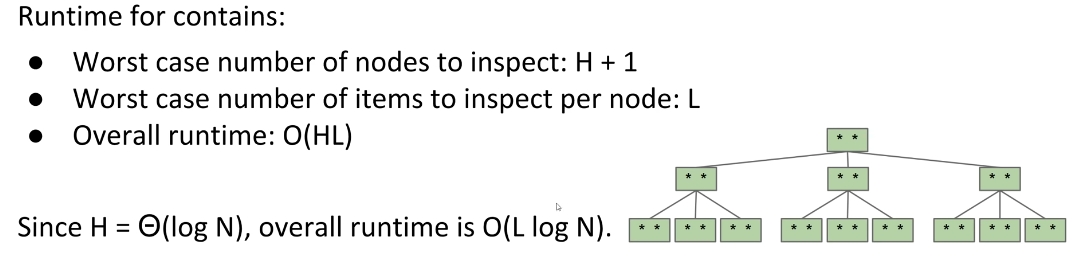 Runtime for contains:
● Worst case number of nodes to inspect: H + 1
● Worst case number of items to inspect per node: L
● Overall runtime: O(HL)
Since H = Θ(log N), overall runtime is O(L log N).
* *
* * * * * *
* * * * * * * * * * * * * * * * * *